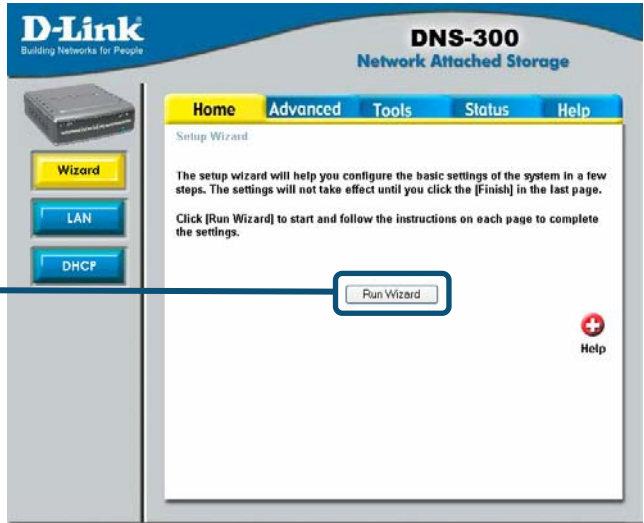 D-Link
Building Networks for People
DNS-300
Network Attached Storage
Home Advanced Tools Status Help
Setup Wizard
Wizard
LAN
DHCP
The setup wizard will help you configure the basic settings of the system in a few
steps. The settings will not take effect until you click the [Finish] in the last page.
Click [Run Wizard] to start and follow the instructions on each page to complete
the settings.
Run Wizard
Help